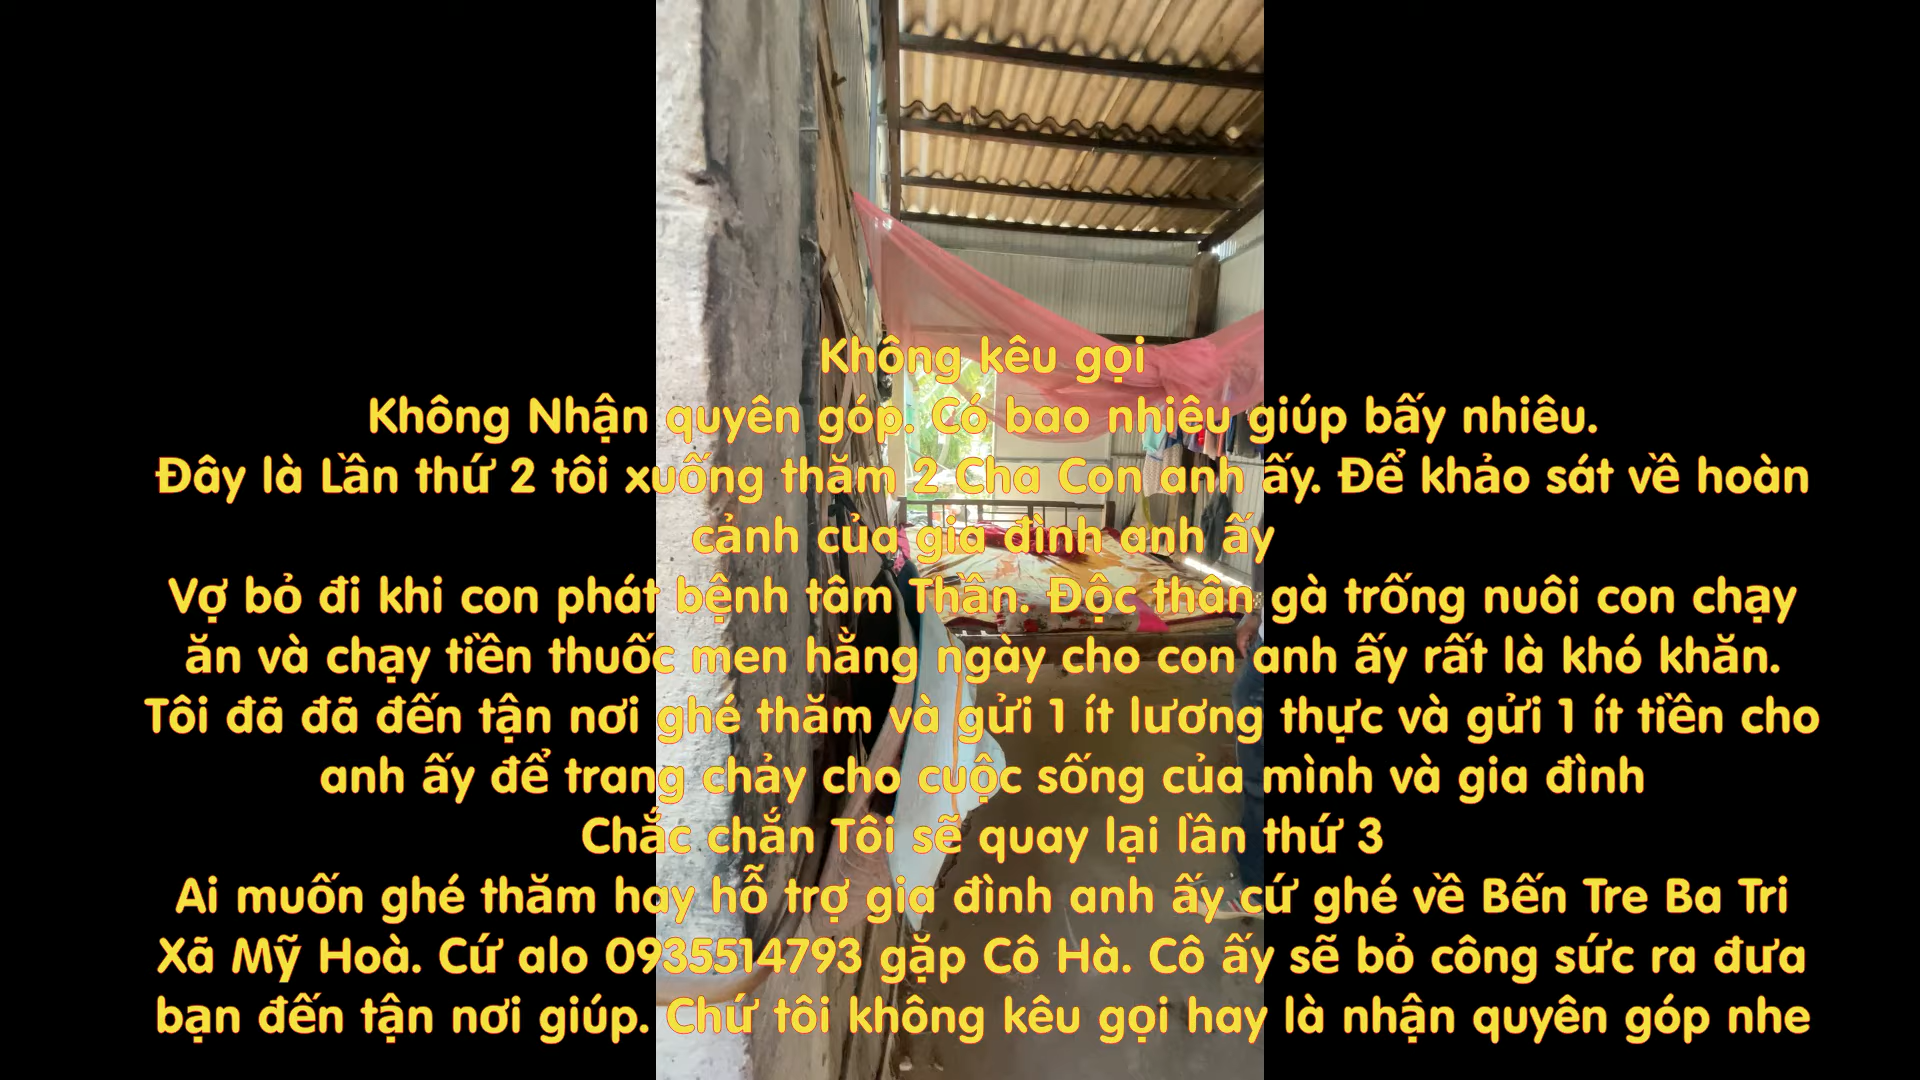 Không kêu gọi
Không Nhận quyên góp. Có bao nhiêu giúp bấy nhiêu.
Đây là Lần thứ 2 tôi xuống thăm 2 Cha Con anh ấy. Để khảo sát về hoàn
cảnh của gia đình anh ấy
Vợ bỏ đi khi con phát bệnh tâm Thần. Độc thân gà trống nuôi con chạy
ăn và chạy tiền thuốc men hằng ngày cho con anh ấy rất là khó khăn.
Tôi đã đã đến tận nơi ghé thăm và gửi 1 ít lương thực và gửi 1 ít tiền cho
anh ấy để trang chảy cho cuộc sống của mình và gia đình
Chắc chắn Tôi sẽ quay lại lần thứ 3
Ai muốn ghé thăm hay hỗ trợ gia đình anh ấy cứ ghé về Bến Tre Ba Tri
Xã Mỹ Hoà. Cứ alo 0935514793 gặp Cô Hà. Cô ấy sẽ bỏ công sức ra đưa
bạn đến tận nơi giúp. Chứ tôi không kêu gọi hay là nhận quyên góp nhe